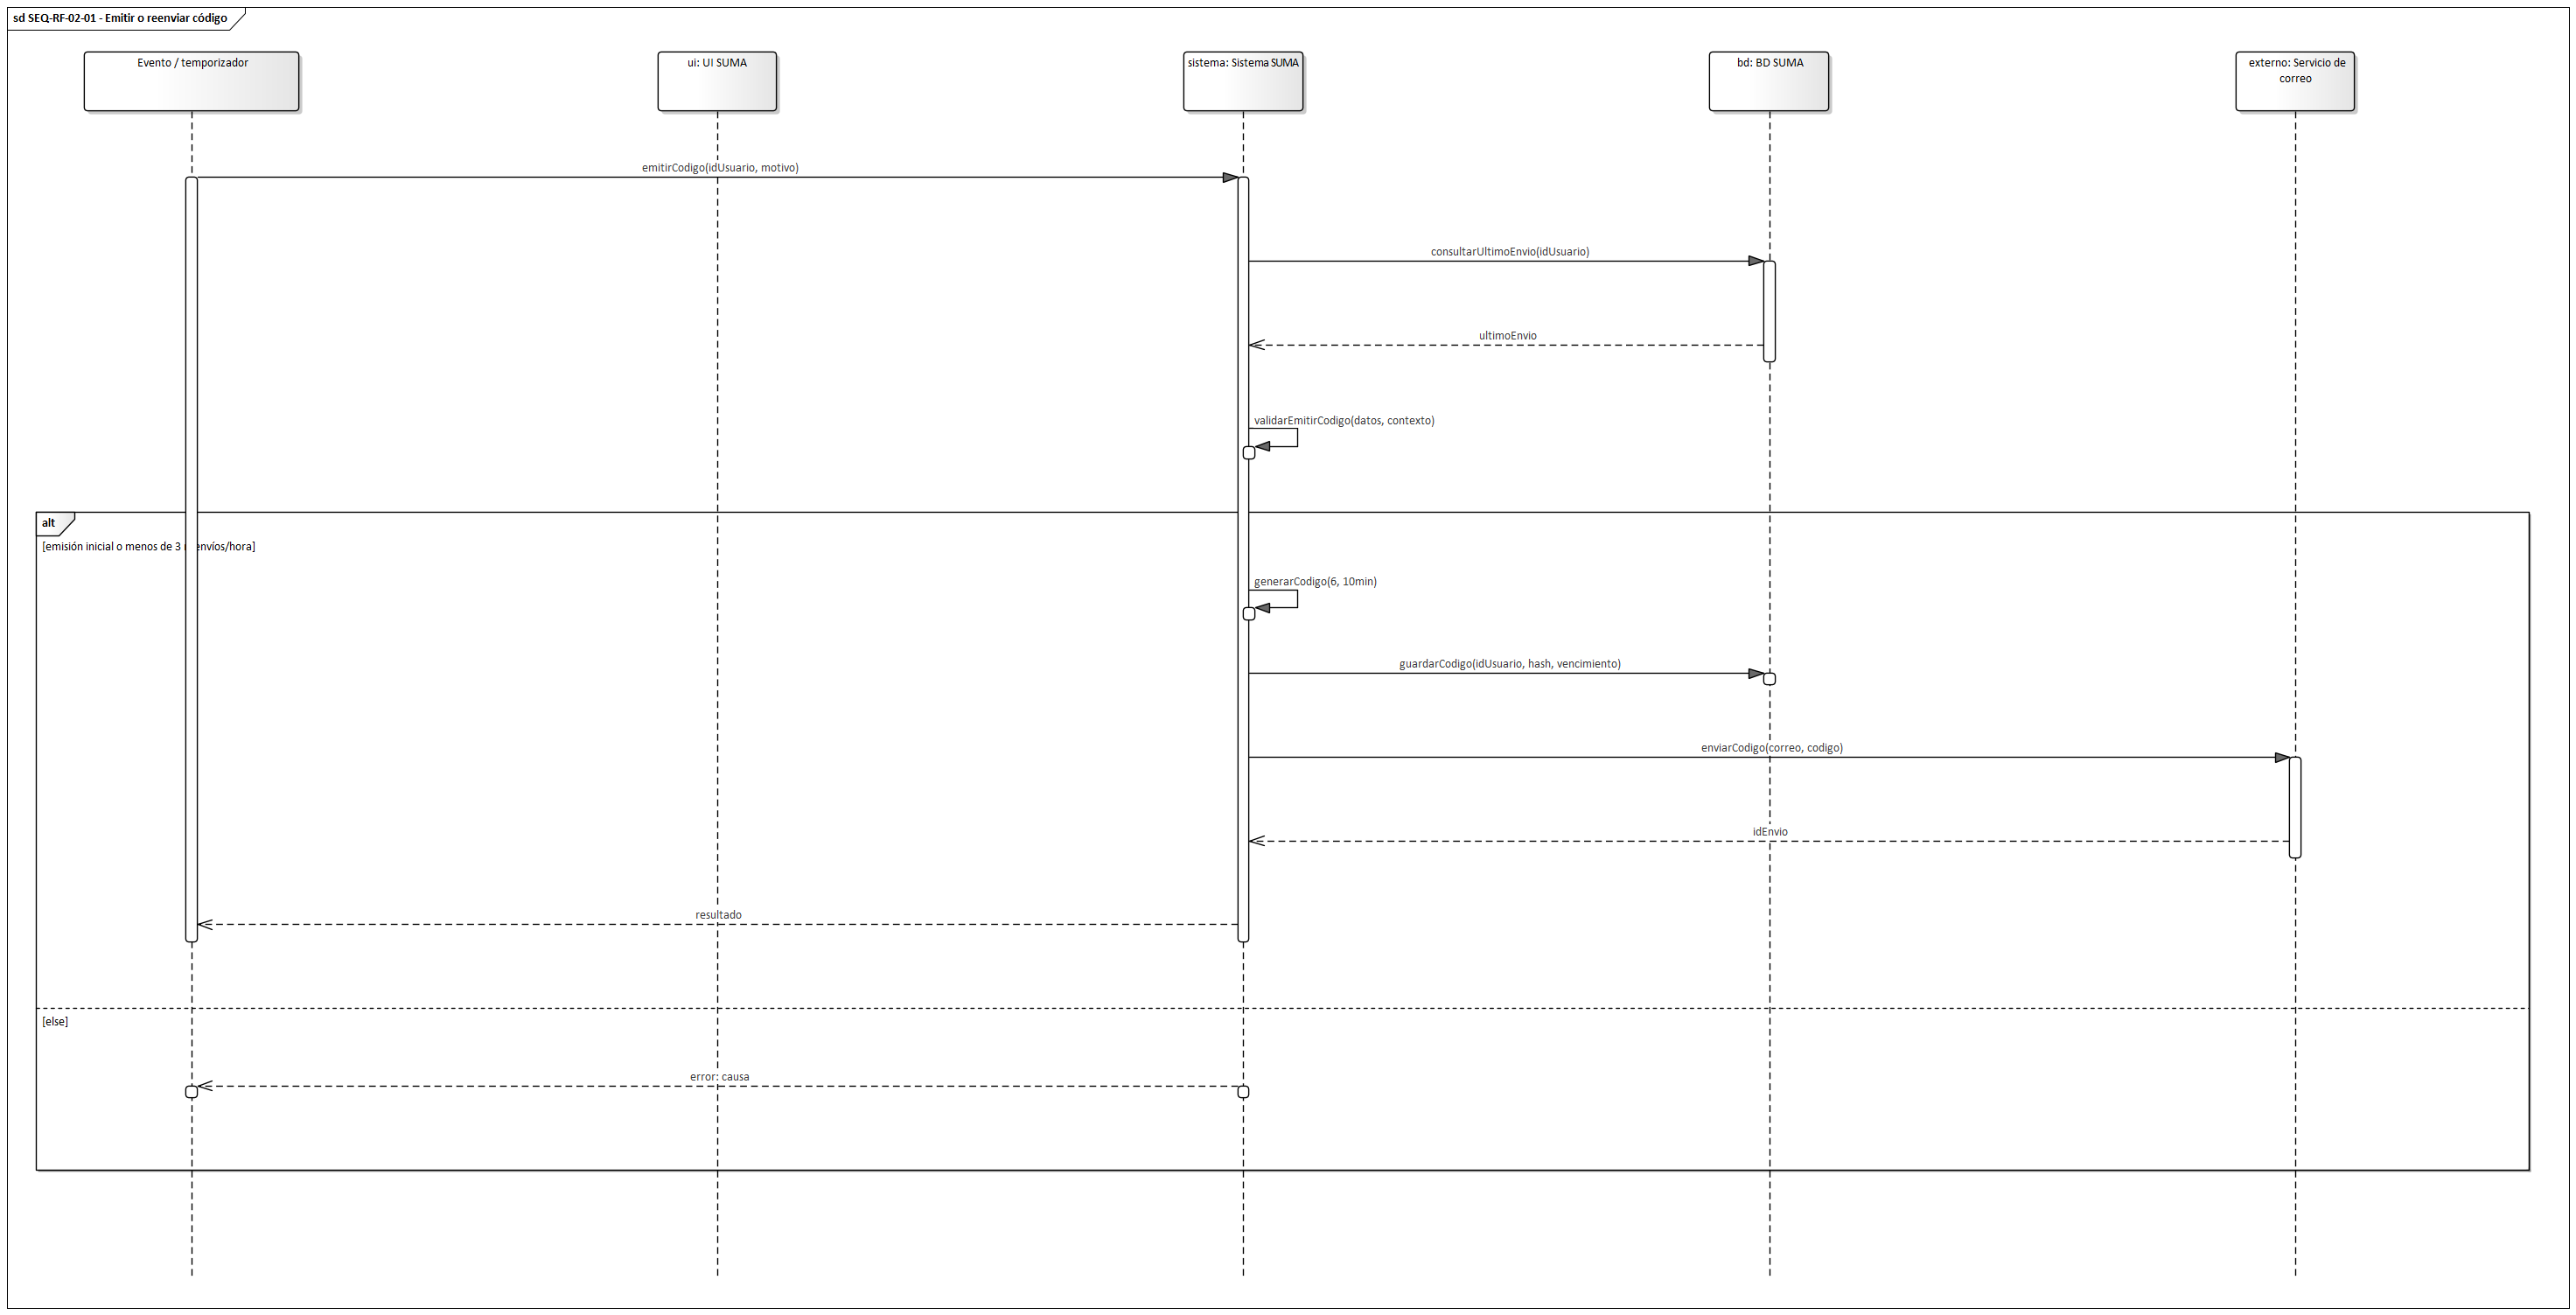 sd SEQ-RF-02-01 - Emitir o reenviar código
Evento / temporizador
ui: UI SUMA
sistema: Sistema SUMA
bd: BD SUMA
externo: Servicio de
correo
emitirCodigo(idUsuario, motivo)
consultarUltimoEnvio(idUsuario)
ultimoEnvio
validarEmitirCodigo(datos, contexto)
alt
[emisión inicial o menos de 3 envíos/hora]
generarCodigo(6, 10min)
guardarCodigo(idUsuario, hash, vencimiento)
enviarCodigo(correo, codigo)
idEnvio
resultado
[else]
error: causa